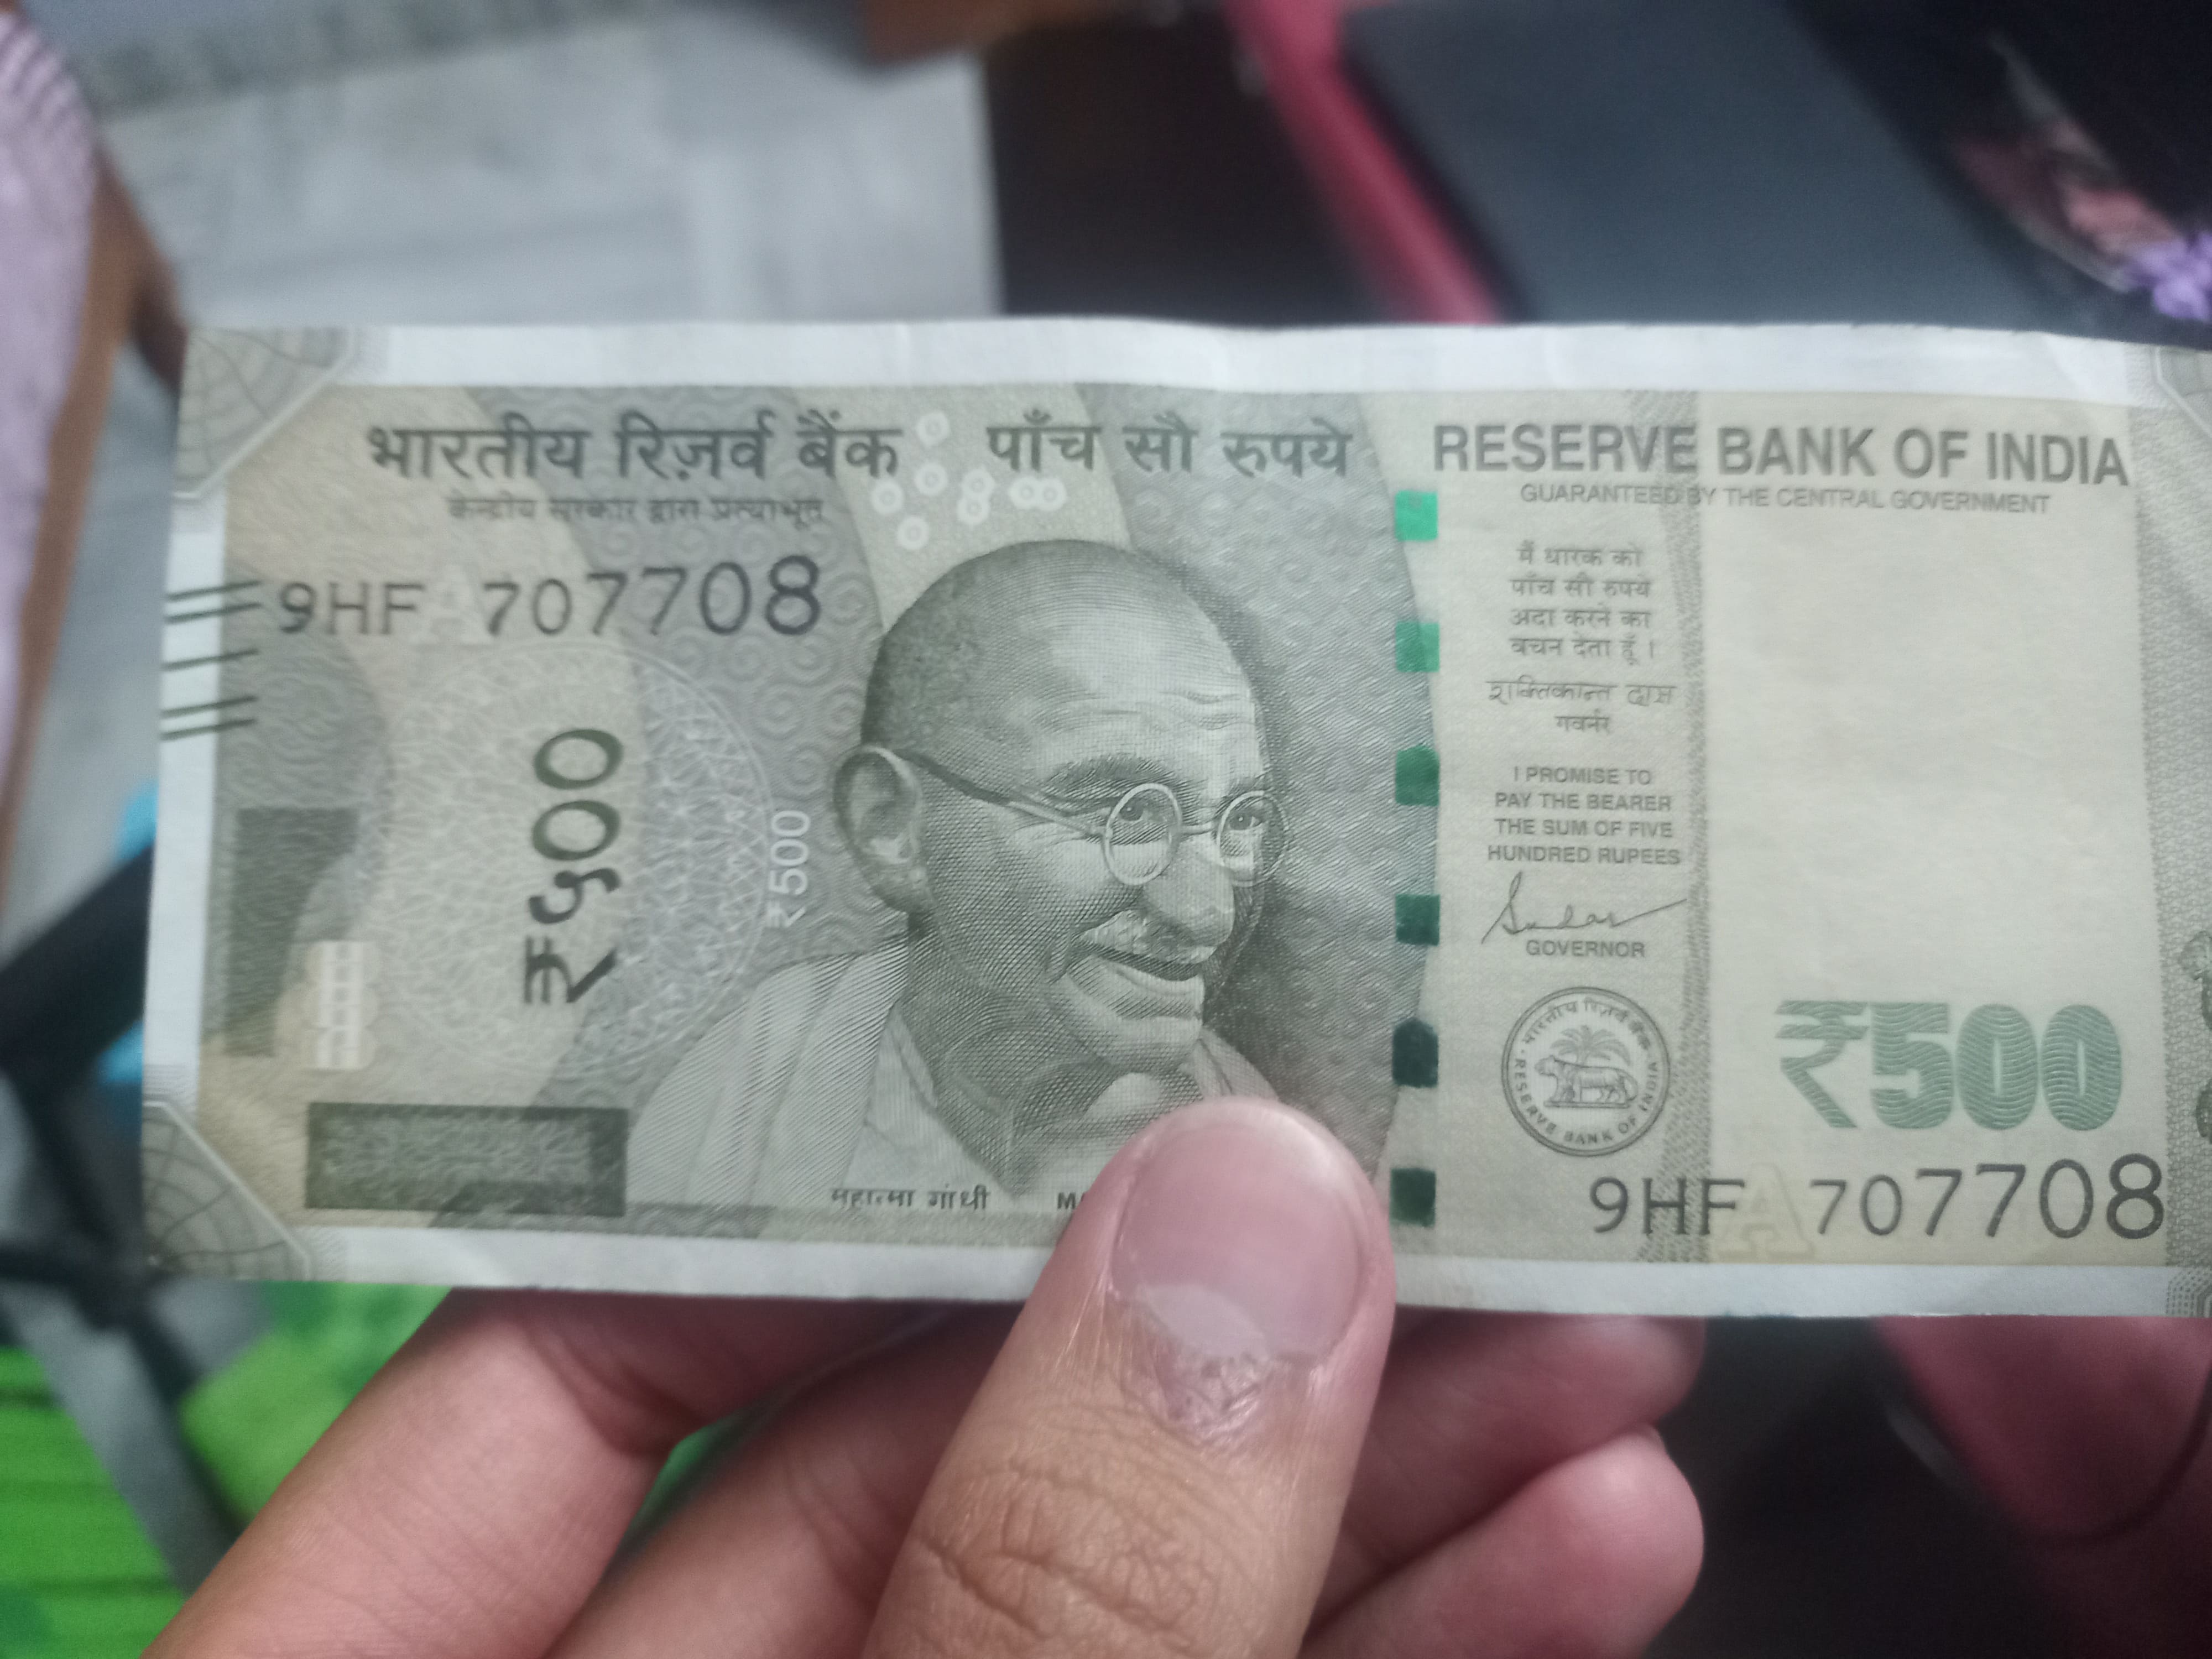 भारतीय रिज़र्व बैंक पाँच सौ रुपये
केन्द्रीय सरकार द्वारा प्रत्याभूत
9HF 707708
₹५००
₹500
महात्मा गांधी
RESERVE BANK OF INDIA
GUARANTEED BY THE CENTRAL GOVERNMENT
मैं धारक को
पाँच सौ रुपये
अदा करने का
वचन देता हूँ ।
शक्तिकान्त दास
गवर्नर
I PROMISE TO
PAY THE BEARER
THE SUM OF FIVE
HUNDRED RUPEES
GOVERNOR
भारतीय रिज़र्व बैंक
RESERVE BANK OF INDIA
₹500
9HF 707708